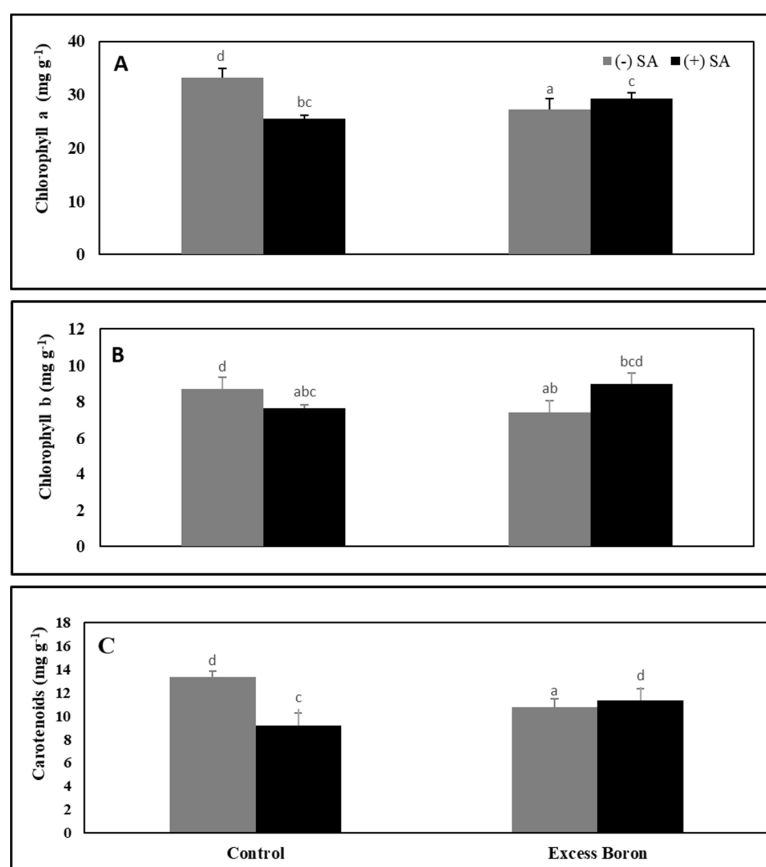 40
30
20
10
0
Chlorophyll a (mg g⁻¹)
A
d
bc
a
c
(-) SA
(+) SA
12
10
8
6
4
2
0
Chlorophyll b (mg g⁻¹)
B
d
abc
ab
bcd
18
16
14
12
10
8
6
4
2
0
Carotenoids (mg g⁻¹)
C
d
c
a
d
Control
Excess Boron